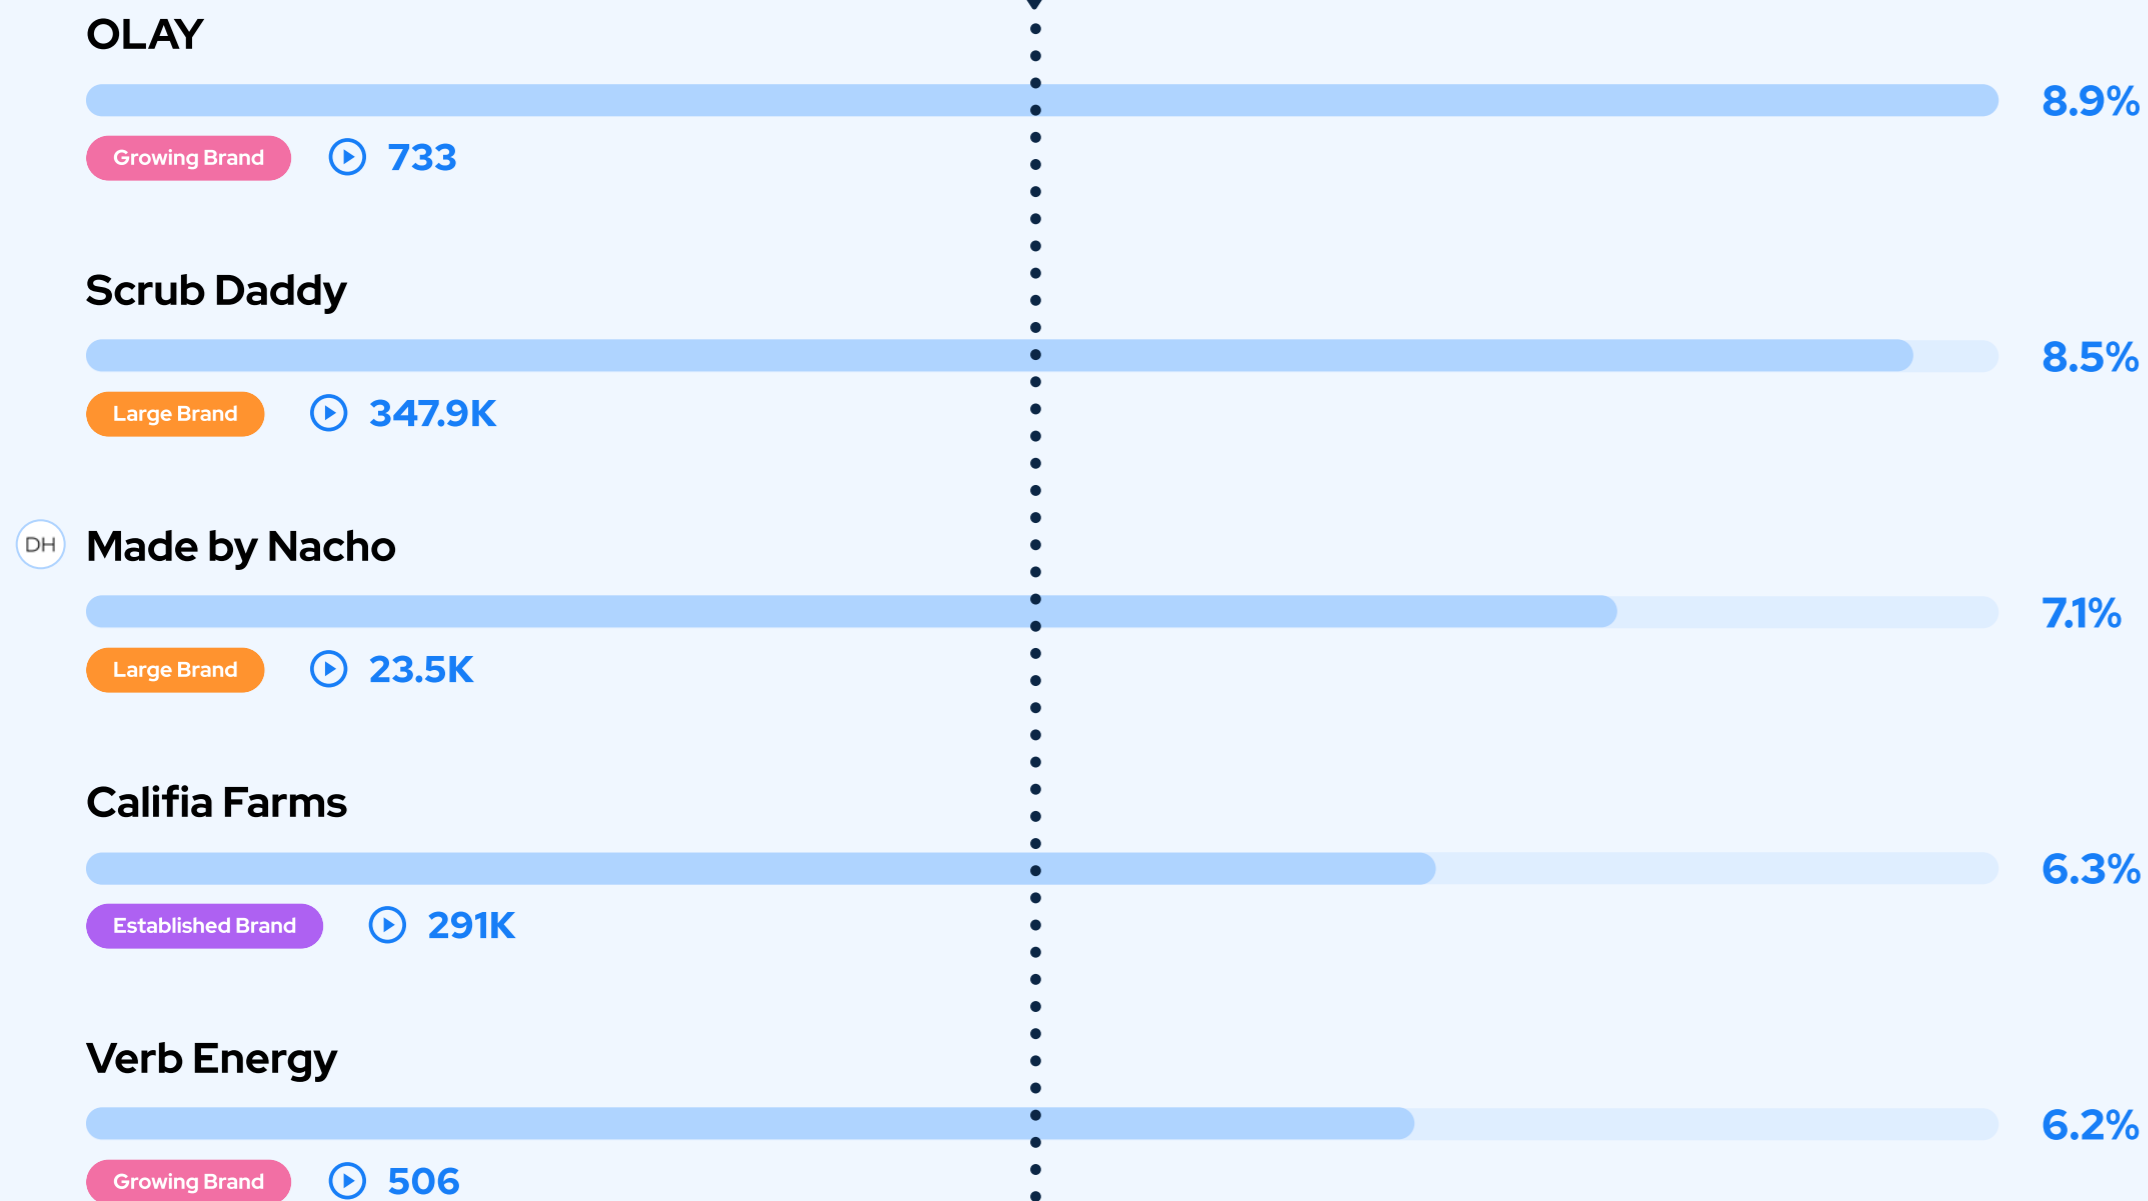 OLAY
8.9%
Growing Brand 733
Scrub Daddy
8.5%
Large Brand 347.9K
DH Made by Nacho
7.1%
Large Brand 23.5K
Califia Farms
6.3%
Established Brand 291K
Verb Energy
6.2%
Growing Brand 506